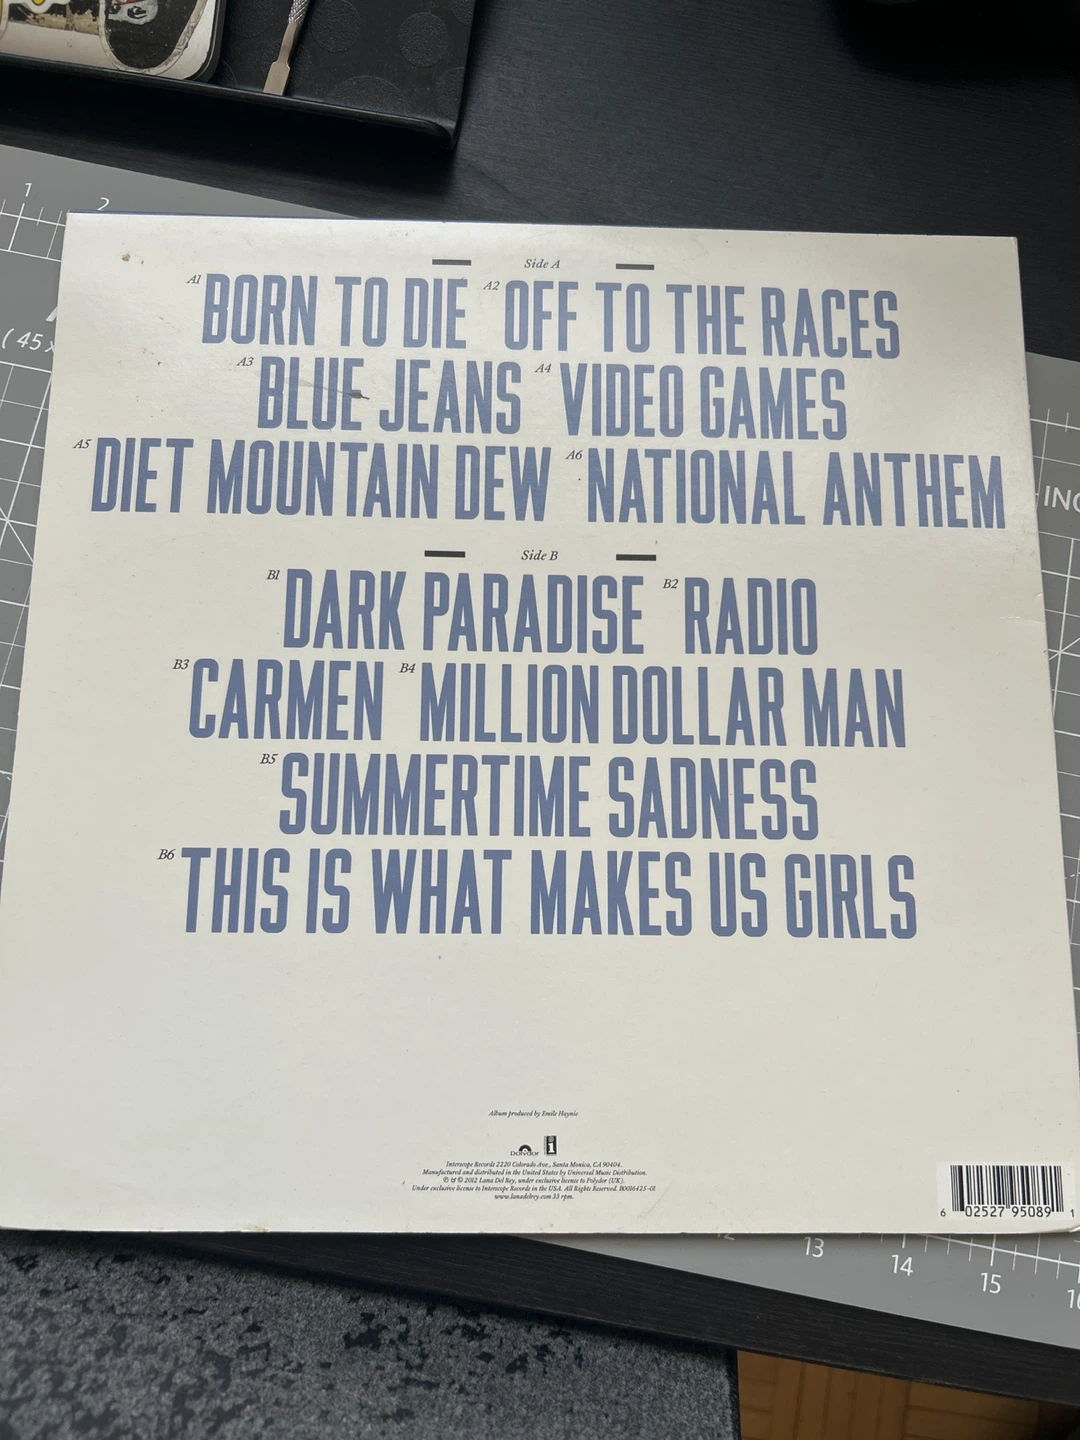 1
2
( 45 x
Side A
A1 BORN TO DIE A2 OFF TO THE RACES
A3 BLUE JEANS A4 VIDEO GAMES
A5 DIET MOUNTAIN DEW A6 NATIONAL ANTHEM
INC
Side B
B1 DARK PARADISE B2 RADIO
B3 CARMEN B4 MILLION DOLLAR MAN
B5 SUMMERTIME SADNESS
B6 THIS IS WHAT MAKES US GIRLS
Album produced by Emile Haynie
Polydor i
Interscope Records 2220 Colorado Ave., Santa Monica, CA 90404.
Manufactured and distributed in the United States by Universal Music Distribution.
℗ & © 2012 Lana Del Rey, under exclusive license to Polydor (UK).
Under exclusive license to Interscope Records in the USA. All Rights Reserved. B0016425-01
www.lanadelrey.com 33 rpm.
6 02527 95089 1
12 13 14 15